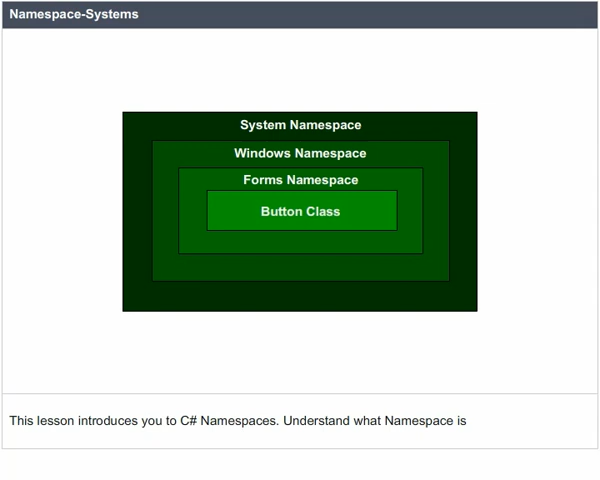 Namespace-Systems
System Namespace
Windows Namespace
Forms Namespace
Button Class
This lesson introduces you to C# Namespaces. Understand what Namespace is